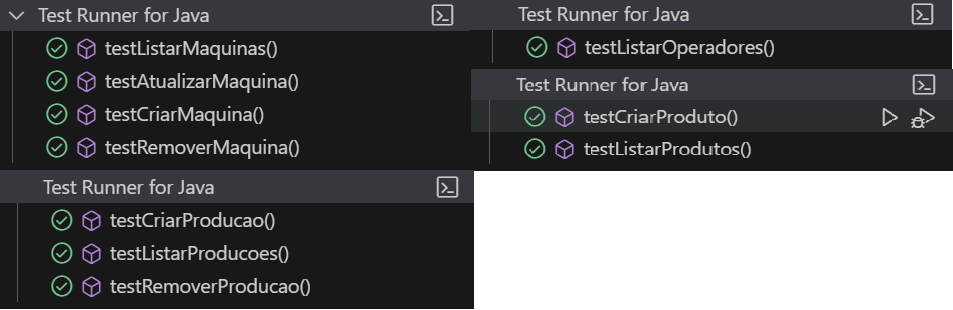 Test Runner for Java
testListarMaquinas()
testAtualizarMaquina()
testCriarMaquina()
testRemoverMaquina()
Test Runner for Java
testCriarProducao()
testListarProducoes()
testRemoverProducao()
Test Runner for Java
testListarOperadores()
Test Runner for Java
testCriarProduto()
testListarProdutos()